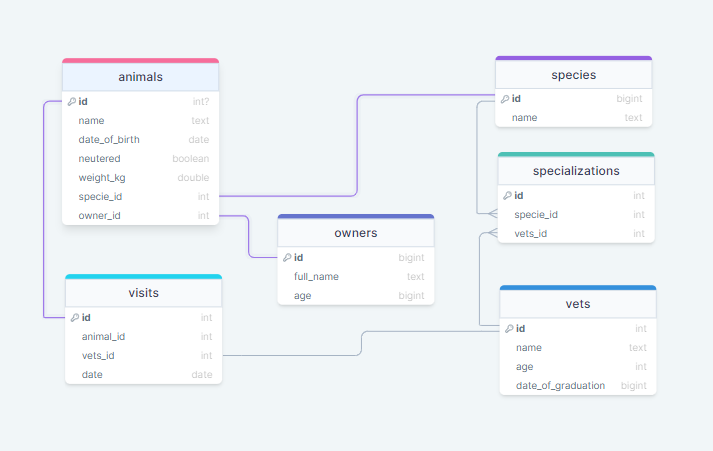 animals
id int?
name text
date_of_birth date
neutered boolean
weight_kg double
specie_id int
owner_id int
species
id bigint
name text
specializations
id int
specie_id int
vets_id int
owners
id bigint
full_name text
age bigint
visits
id int
animal_id int
vets_id int
date date
vets
id int
name text
age int
date_of_graduation bigint